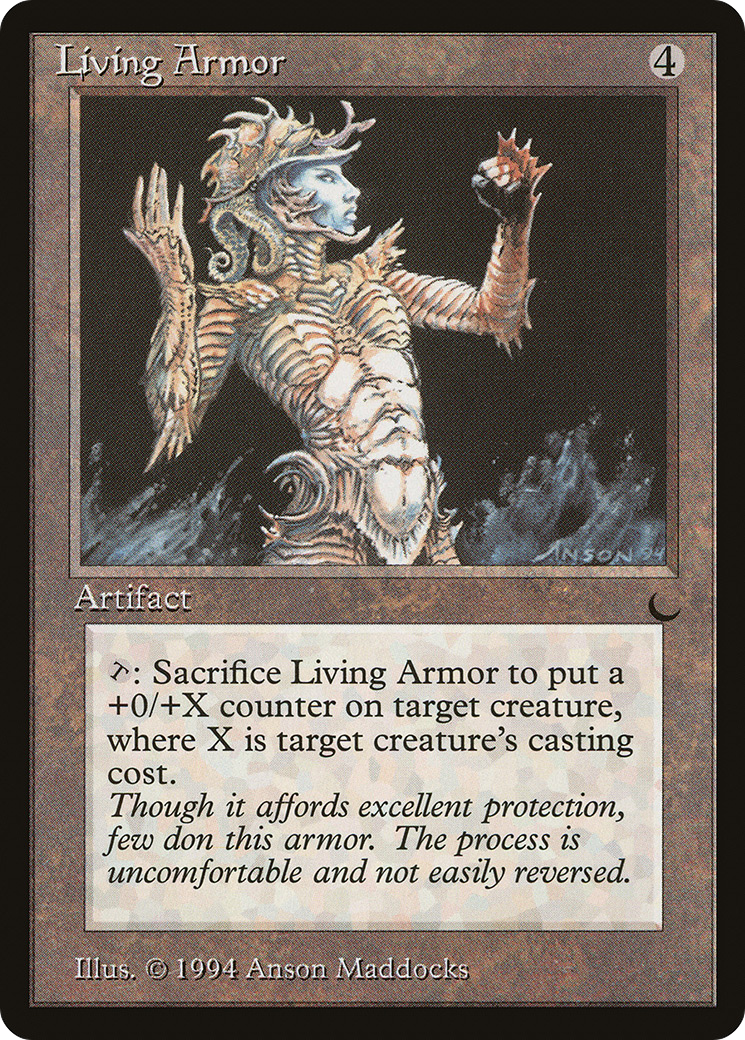 Living Armor
4
ANSON 94
Artifact
T: Sacrifice Living Armor to put a
+0/+X counter on target creature,
where X is target creature's casting
cost.
Though it affords excellent protection,
few don this armor. The process is
uncomfortable and not easily reversed.
Illus. © 1994 Anson Maddocks